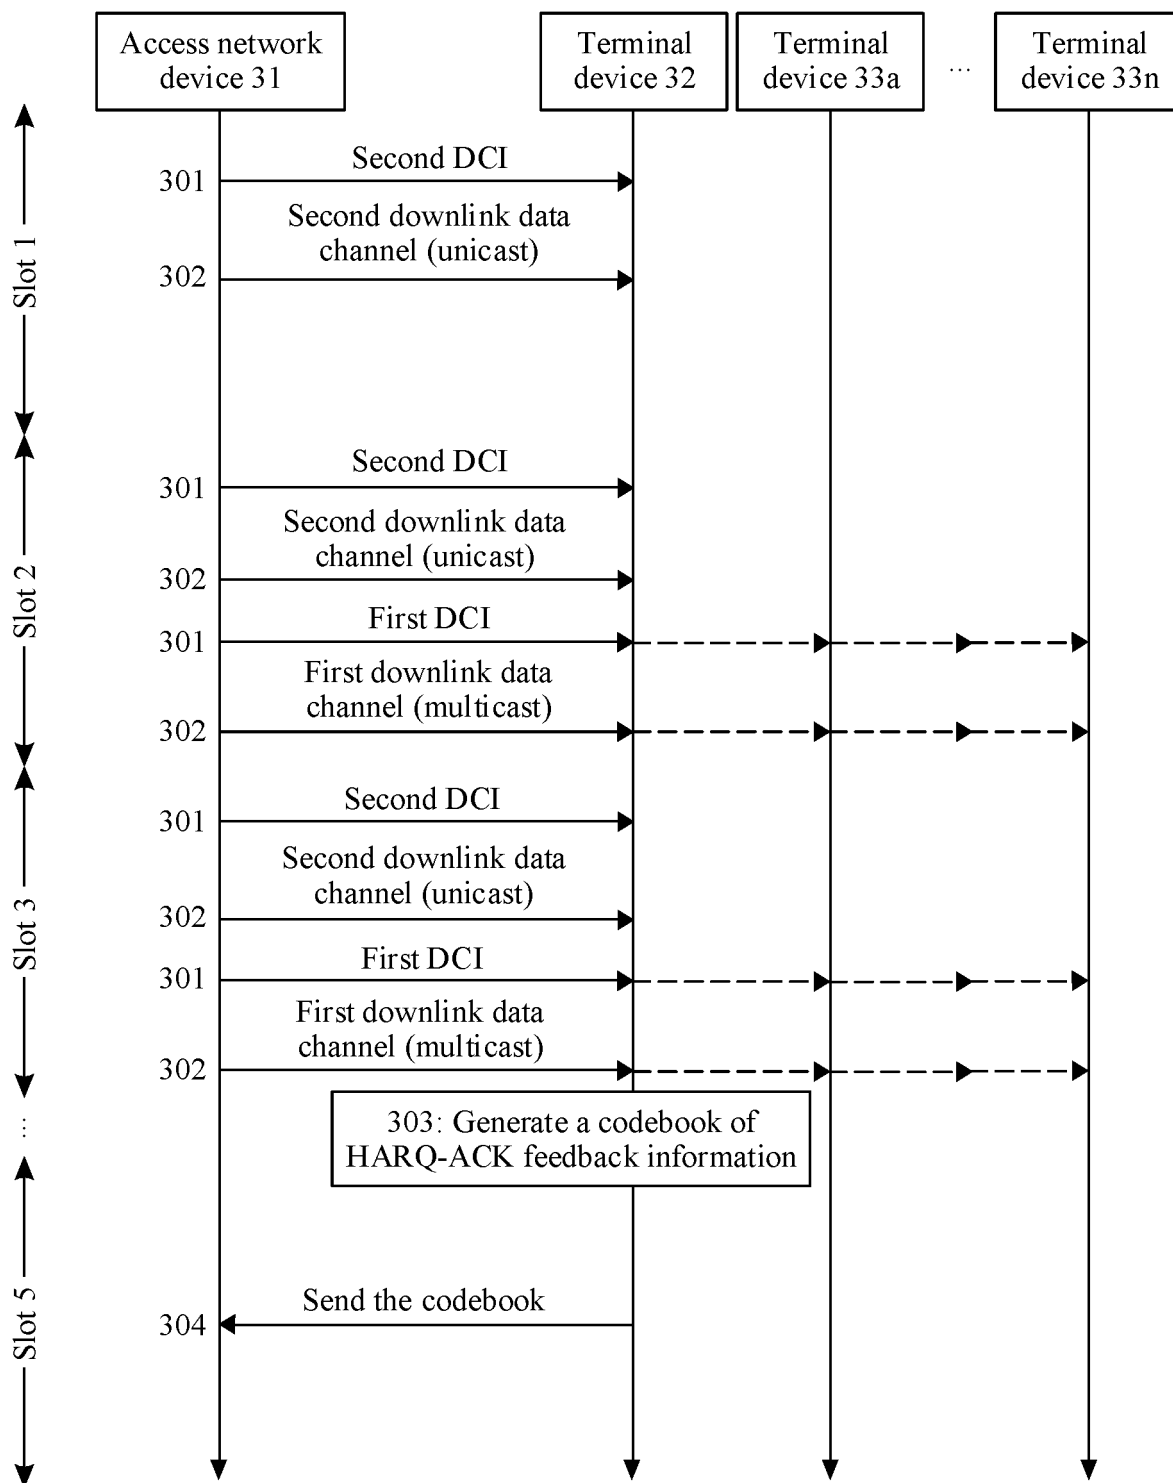 Access network
device 31
Terminal
device 32
Terminal
device 33a
...
Terminal
device 33n
Slot 1
Second DCI
301
Second downlink data
channel (unicast)
302
Slot 2
Second DCI
301
Second downlink data
channel (unicast)
302
First DCI
301
First downlink data
channel (multicast)
302
Slot 3
Second DCI
301
Second downlink data
channel (unicast)
302
First DCI
301
First downlink data
channel (multicast)
302
...
303: Generate a codebook of
HARQ-ACK feedback information
Slot 5
Send the codebook
304